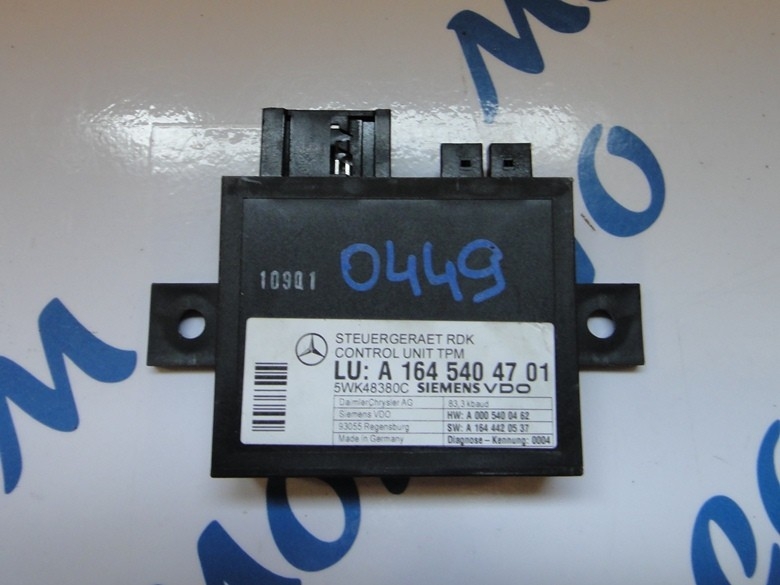 0449
10901
STEUERGERAET RDK
CONTROL UNIT TPM
LU: A 164 540 47 01
5WK48380C SIEMENS VDO
DaimlerChrysler AG 83,3 kbaud
Siemens VDO HW: A 000 540 04 62
93055 Regensburg SW: A 164 442 05 37
Made in Germany Diagnose - Kennung: 0004